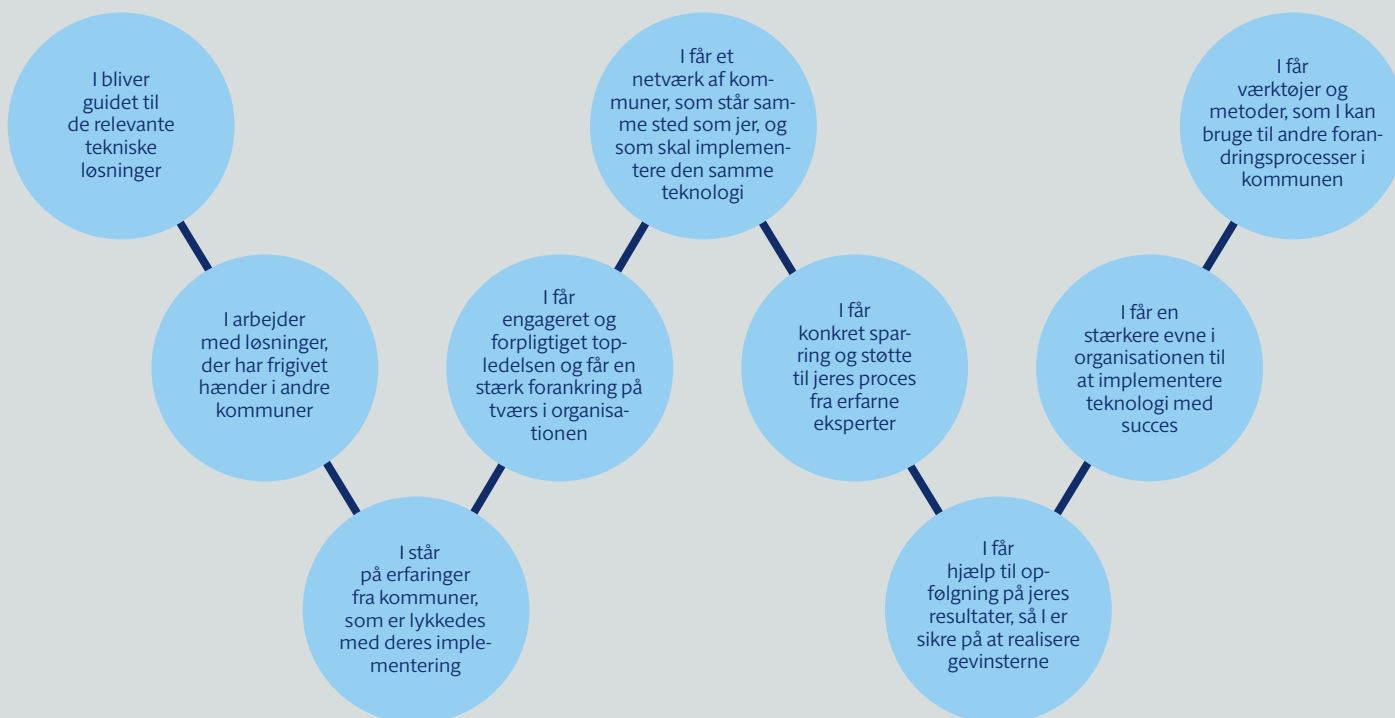 I bliver
guidet til
de relevante
tekniske
løsninger
I arbejder
med løsninger,
der har frigivet
hænder i andre
kommuner
I står
på erfaringer
fra kommuner,
som er lykkedes
med deres imple-
mentering
I får
engageret og
forpligtiget top-
ledelsen og får en
stærk forankring på
tværs i organisa-
tionen
I får et
netværk af kom-
muner, som står sam-
me sted som jer, og
som skal implemen-
tere den samme
teknologi
I får
konkret spar-
ring og støtte
til jeres proces
fra erfarne
eksperter
I får
hjælp til op-
følgning på jeres
resultater, så I er
sikre på at realisere
gevinsterne
I får en
stærkere evne i
organisationen til
at implementere
teknologi med
succes
I får
værktøjer og
metoder, som I kan
bruge til andre foran-
dringsprocesser i
kommunen